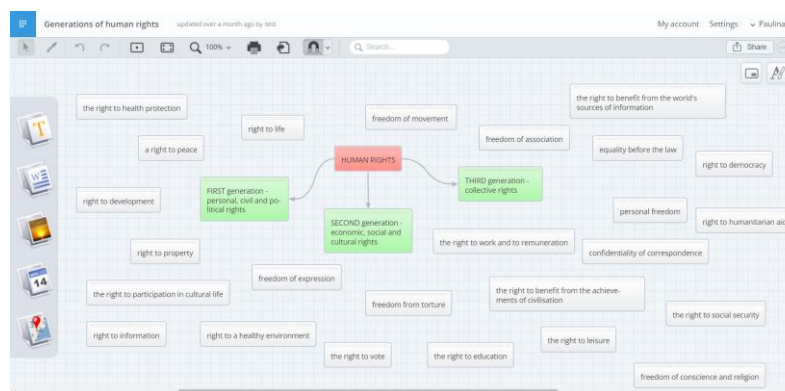 Generations of human rights
updated over a month ago by test
My account
Settings
Paulina
100%
Search...
Share
the right to health protection
right to life
freedom of movement
the right to benefit from the world's
sources of information
a right to peace
freedom of association
equality before the law
HUMAN RIGHTS
right to democracy
FIRST generation -
personal, civil and po-
litical rights
THIRD generation -
collective rights
right to development
SECOND generation -
economic, social and
cultural rights
personal freedom
right to humanitarian aid
the right to work and to remuneration
right to property
confidentiality of correspondence
freedom of expression
the right to participation in cultural life
the right to benefit from the achieve-
ments of civilisation
freedom from torture
the right to social security
right to information
right to a healthy environment
the right to leisure
the right to vote
the right to education
freedom of conscience and religion
T
W
14